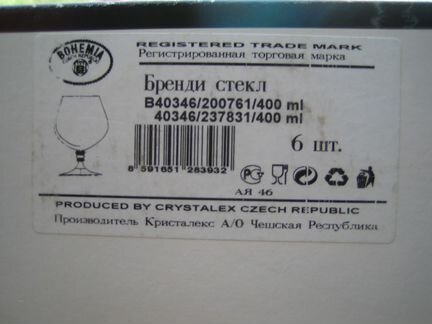 BOHEMIA
REGISTERED TRADE MARK
Регистрированная торговая марка
Бренди стекл
B40346/200761/400 ml
40346/237831/400 ml
6 шт.
8 591651 283932
АЯ 46
PRODUCED BY CRYSTALEX CZECH REPUBLIC
Производитель Кристалекс А/О Чешская Республика